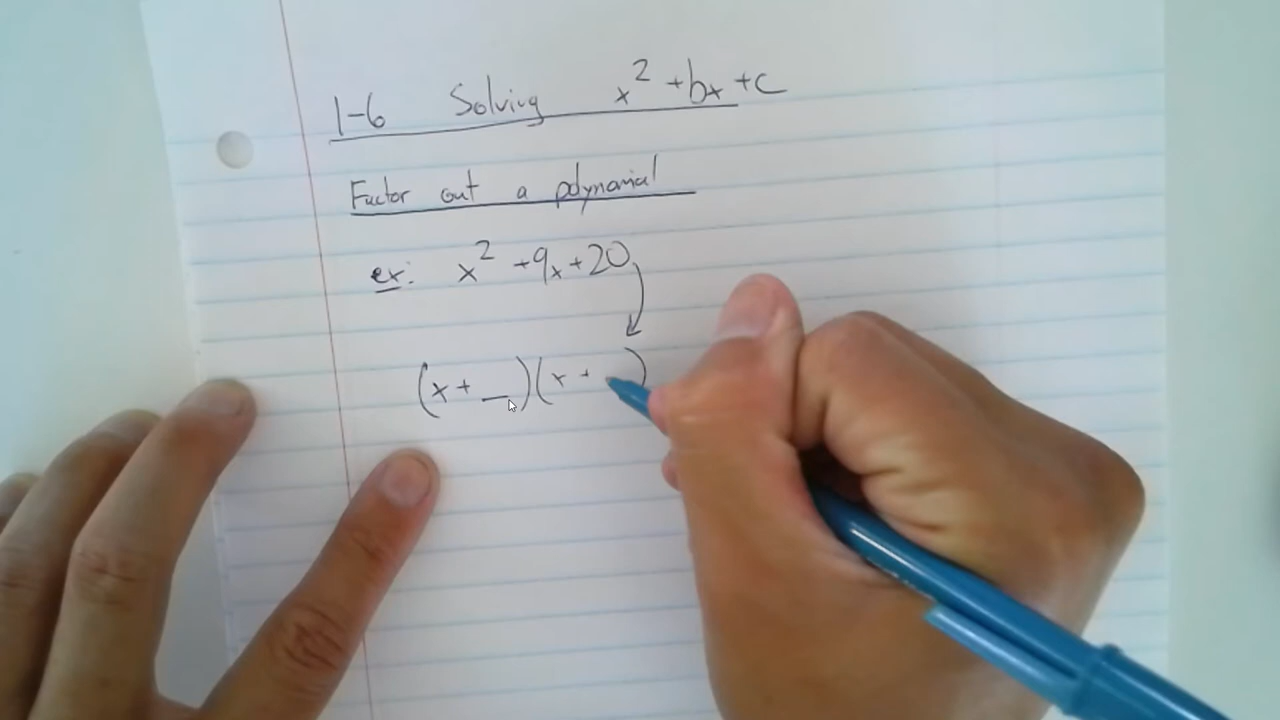 1-6 Solving x² +bx +c
Factor out a polynomial
ex: x² +9x +20
(x + _)(x + )